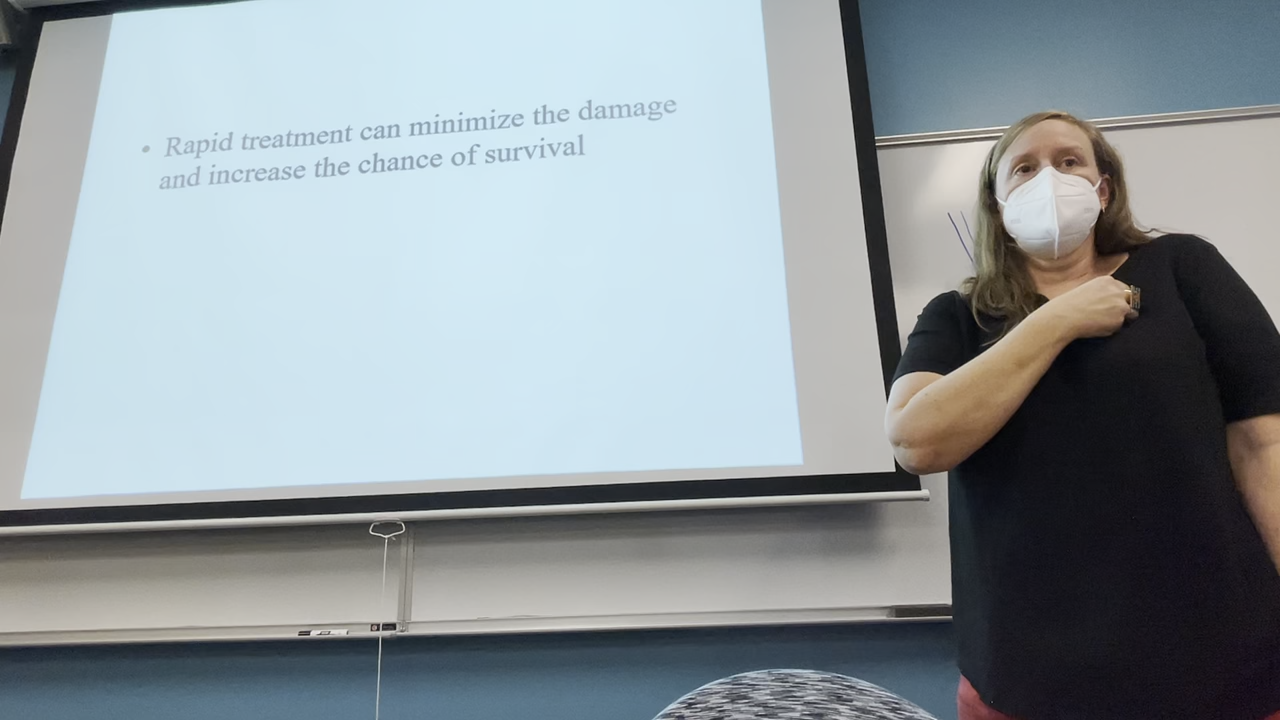 • Rapid treatment can minimize the damage
and increase the chance of survival